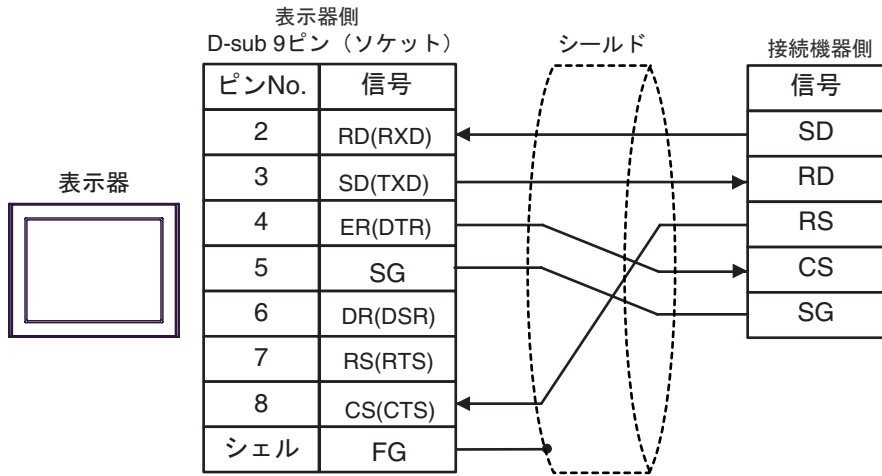 表示器側
D-sub 9ピン（ソケット）
シールド
接続機器側
ピンNo. 信号
信号
2 RD(RXD)
SD
3 SD(TXD)
RD
表示器
4 ER(DTR)
RS
5 SG
CS
6 DR(DSR)
SG
7 RS(RTS)
8 CS(CTS)
シェル FG